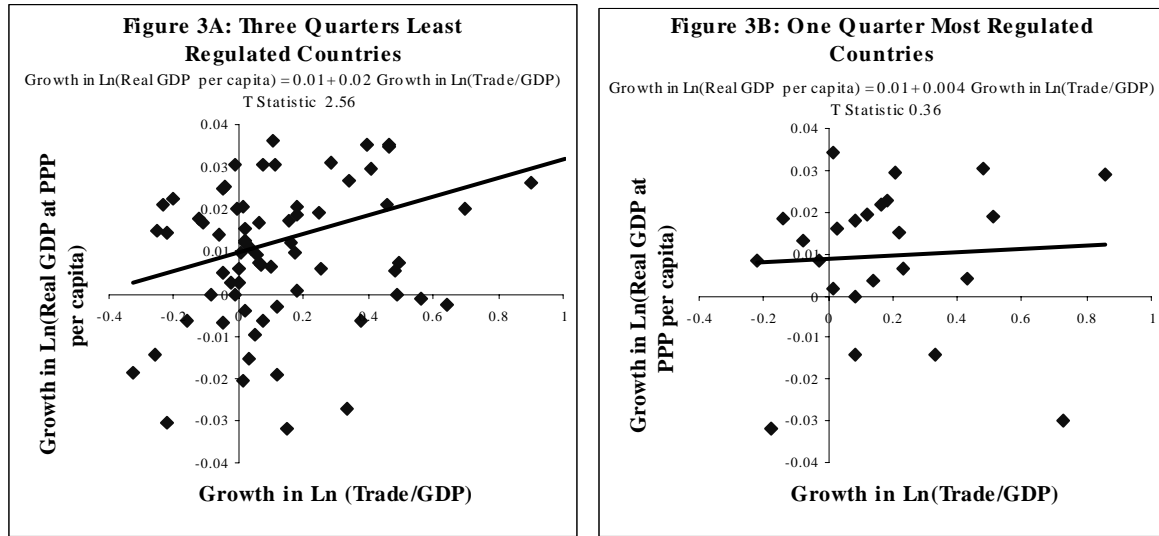 Figure 3A: Three Quarters Least
Regulated Countries
Growth in Ln(Real GDP per capita) = 0.01 + 0.02 Growth in Ln(Trade/GDP)
T Statistic 2.56
Growth in Ln(Real GDP at PPP
per capita)
0.04
0.03
0.02
0.01
0
-0.01
-0.02
-0.03
-0.04
-0.4
-0.2
0
0.2
0.4
0.6
0.8
1
Growth in Ln (Trade/GDP)
Figure 3B: One Quarter Most Regulated
Countries
Growth in Ln(Real GDP per capita) = 0.01 + 0.004 Growth in Ln(Trade/GDP)
T Statistic 0.36
Growth in Ln(Real GDP at
PPP per capita)
0.04
0.03
0.02
0.01
0
-0.01
-0.02
-0.03
-0.04
-0.4
-0.2
0
0.2
0.4
0.6
0.8
1
Growth in Ln(Trade/GDP)